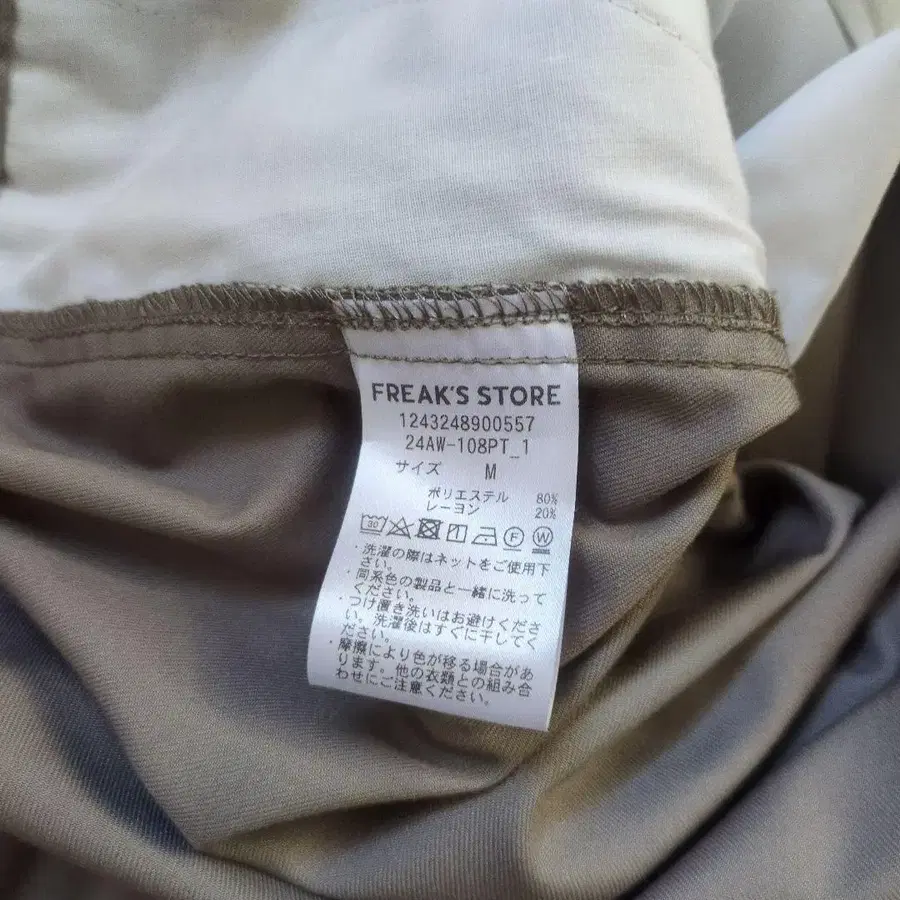 FREAK'S STORE
1243248900557
24AW-108PT_1
サイズ M
ポリエステル 80%
レーヨン 20%
30 F W
・洗濯の際はネットをご使用下
さい。
・同系色の製品と一緒に洗って
ください。
・つけ置き洗いはお避けくださ
い。洗濯後はすぐに干してく
ださい。
・摩擦により色が移る場合があ
ります。他の衣類との組み合
わせにご注意ください。